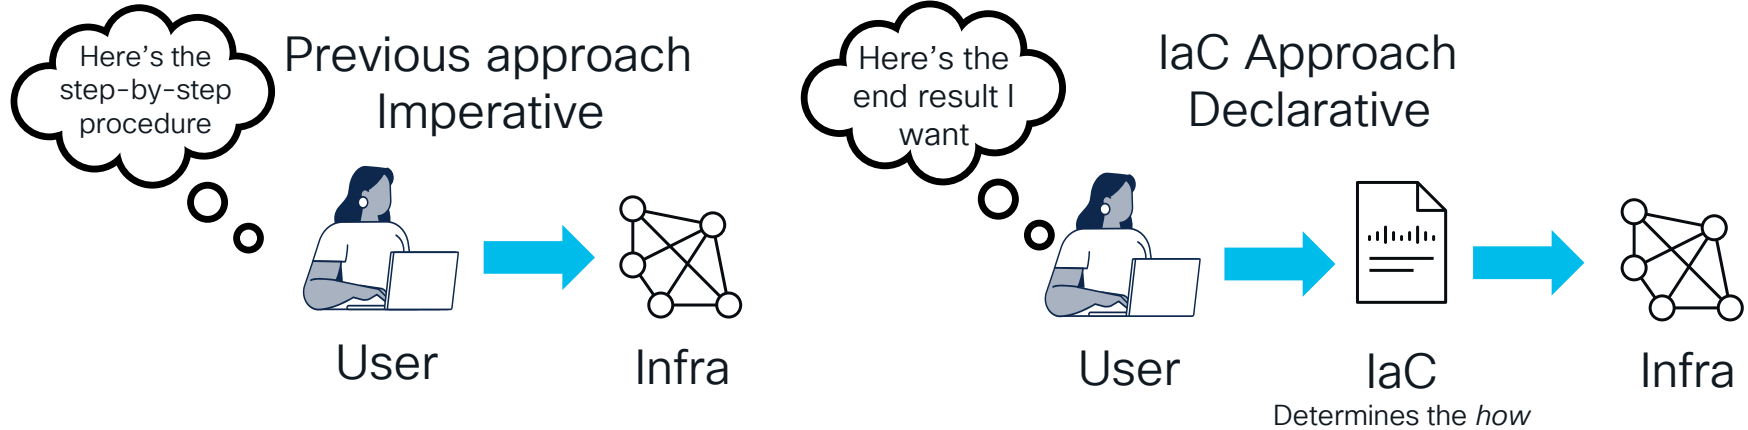 Here's the
step-by-step
procedure
Previous approach
Imperative
User
Infra
Here's the
end result I
want
IaC Approach
Declarative
User
IaC
Determines the how
Infra